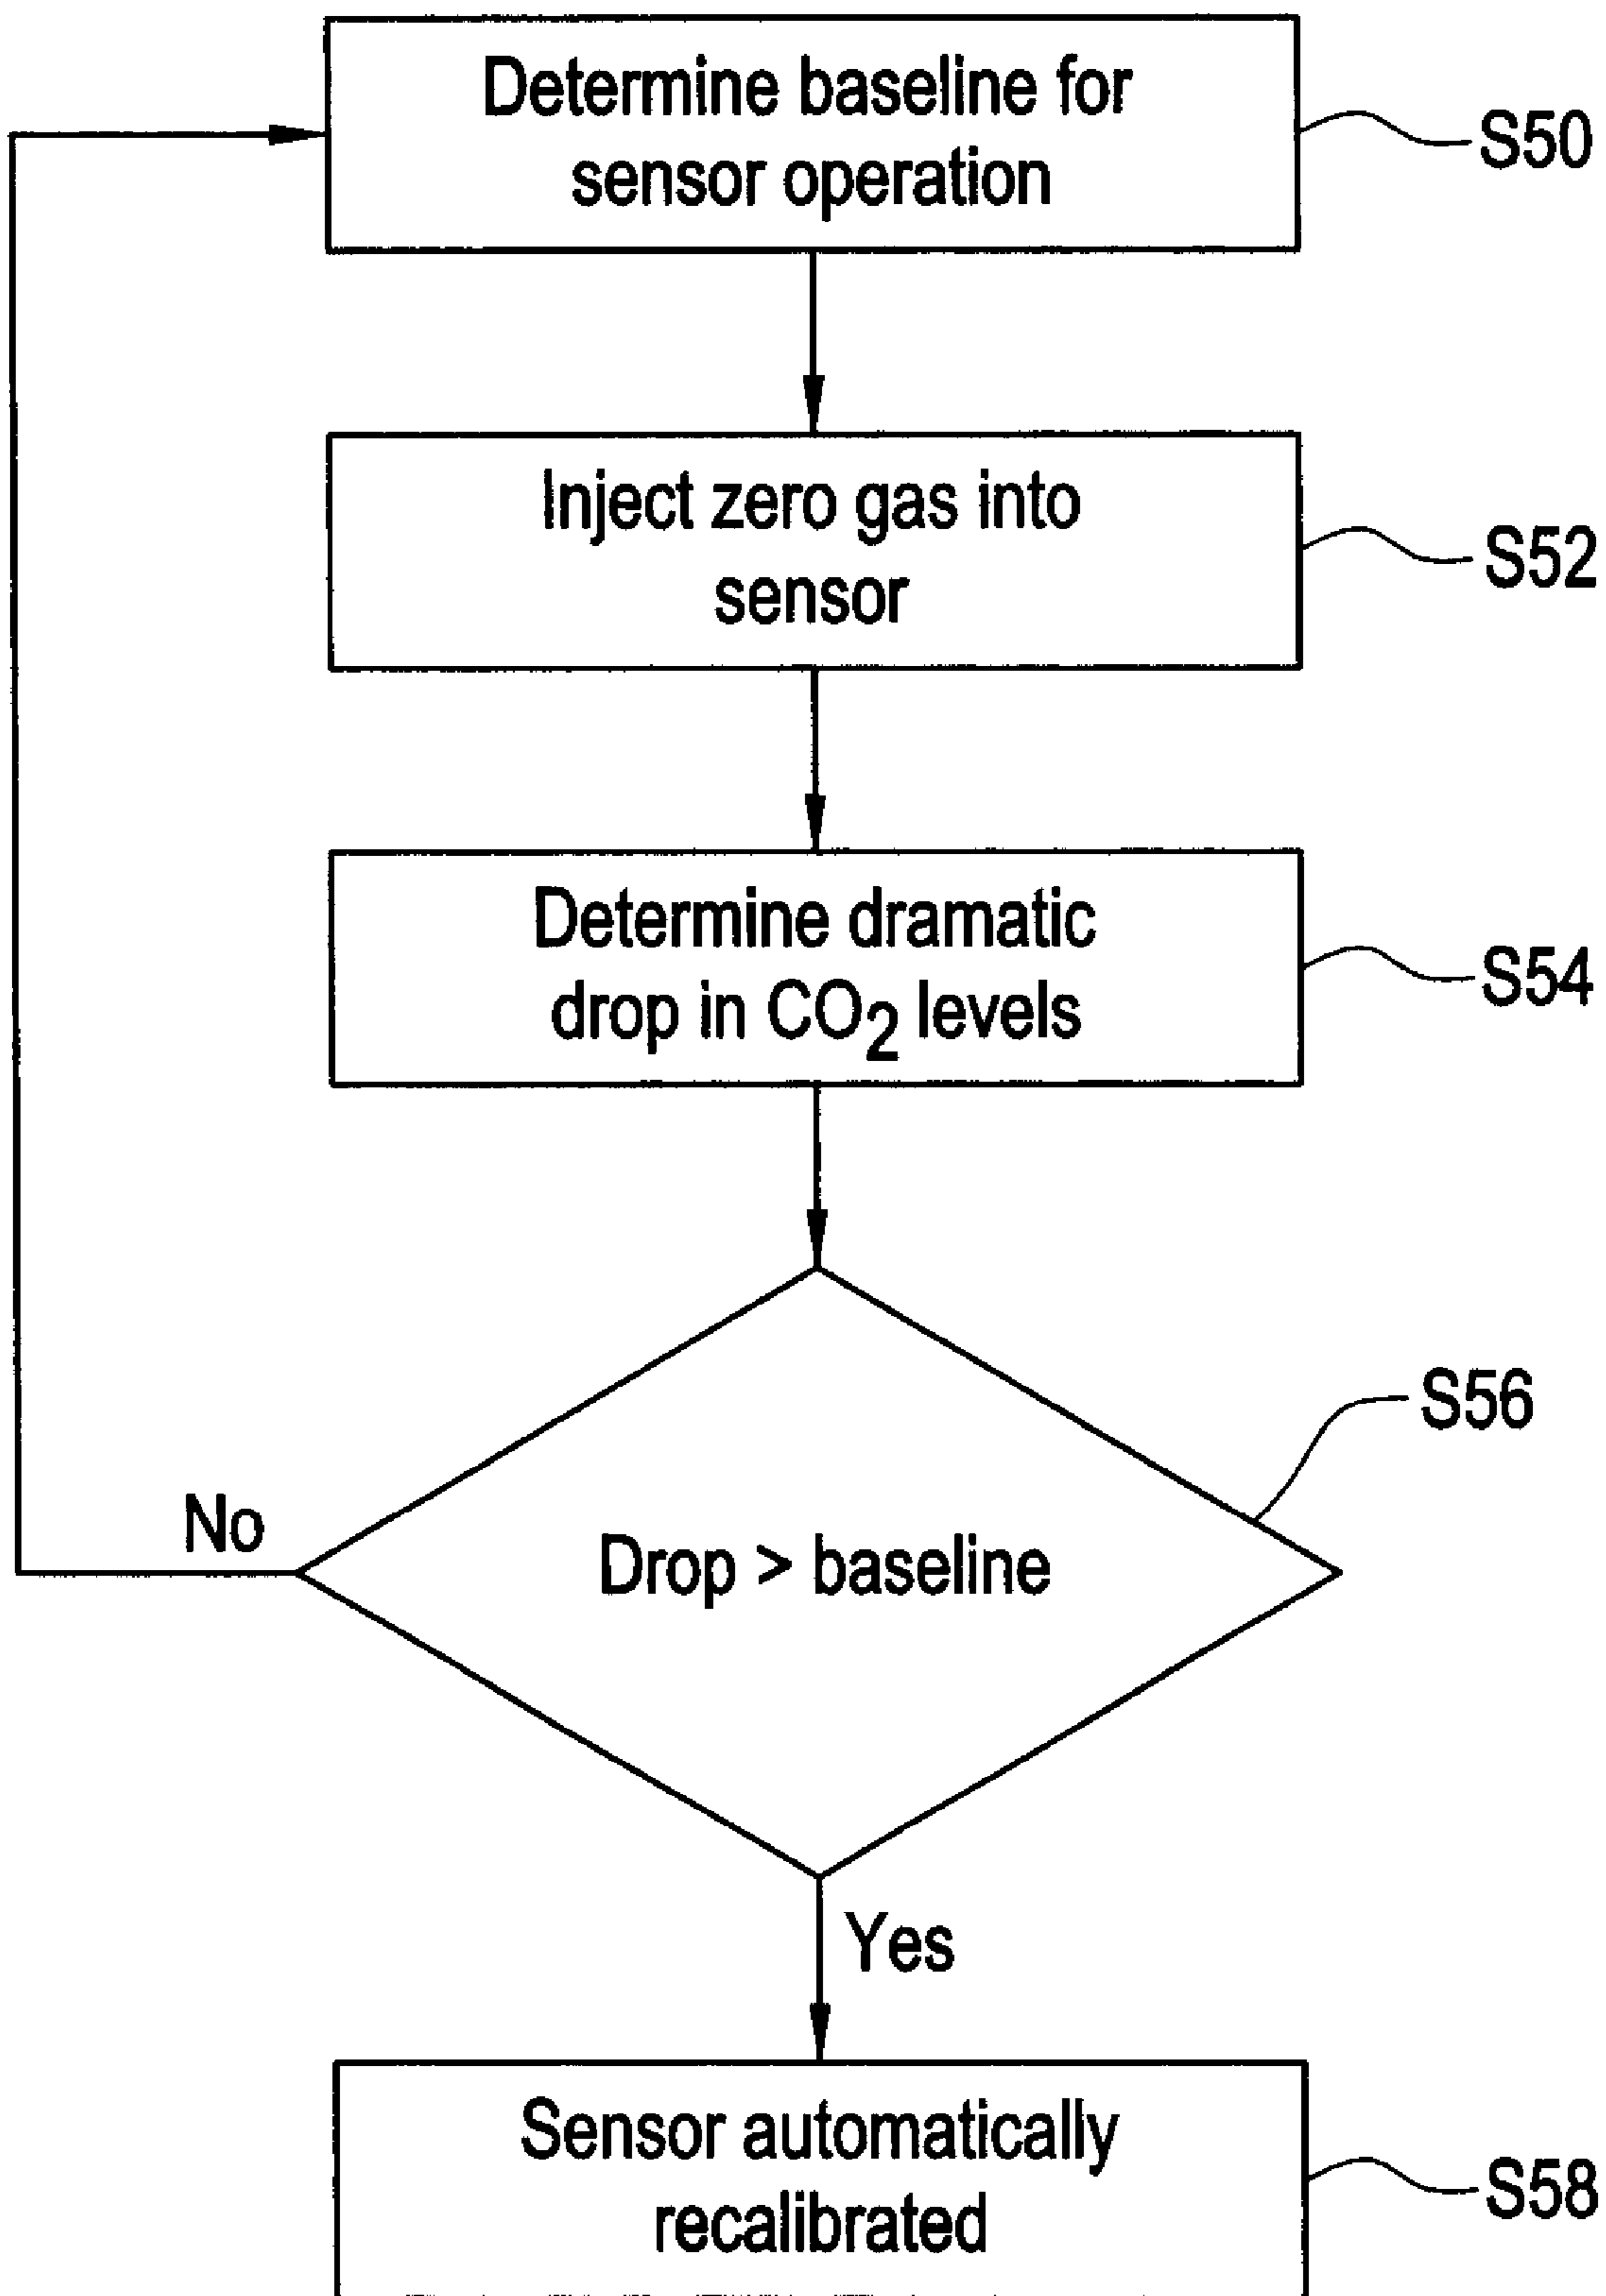 Determine baseline for
sensor operation
S50
Inject zero gas into
sensor
S52
Determine dramatic
drop in CO₂ levels
S54
S56
No
Drop > baseline
Yes
Sensor automatically
recalibrated
S58